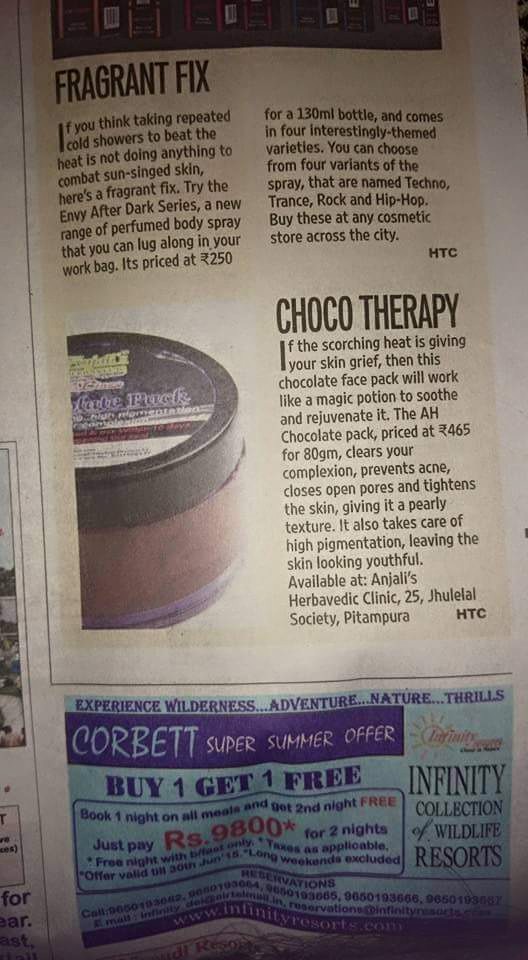 FRAGRANT FIX
If you think taking repeated
cold showers to beat the
heat is not doing anything to
combat sun-singed skin,
here's a fragrant fix. Try the
Envy After Dark Series, a new
range of perfumed body spray
that you can lug along in your
work bag. Its priced at ₹250
for a 130ml bottle, and comes
in four interestingly-themed
varieties. You can choose
from four variants of the
spray, that are named Techno,
Trance, Rock and Hip-Hop.
Buy these at any cosmetic
store across the city.
HTC
CHOCO THERAPY
If the scorching heat is giving
your skin grief, then this
chocolate face pack will work
like a magic potion to soothe
and rejuvenate it. The AH
Chocolate pack, priced at ₹465
for 80gm, clears your
complexion, prevents acne,
closes open pores and tightens
the skin, giving it a pearly
texture. It also takes care of
high pigmentation, leaving the
skin looking youthful.
Available at: Anjali's
Herbavedic Clinic, 25, Jhulelal
Society, Pitampura
HTC
Pack
EXPERIENCE WILDERNESS...ADVENTURE...NATURE...THRILLS
CORBETT SUPER SUMMER OFFER
Infinity
BUY 1 GET 1 FREE
Book 1 night on all meals and get 2nd night FREE
Just pay Rs.9800* for 2 nights
* Free night with b/fast only. * Taxes as applicable.
*Offer valid till 30th Jun'15. *Long weekends excluded
INFINITY
COLLECTION
of WILDLIFE
RESORTS
RESERVATIONS
Call:9650193662, 9650193664, 9650193665, 9650193666, 9650193667
E mail: reservations@infinityresorts.com
www.infinityresorts.com
for
ear.
ast,